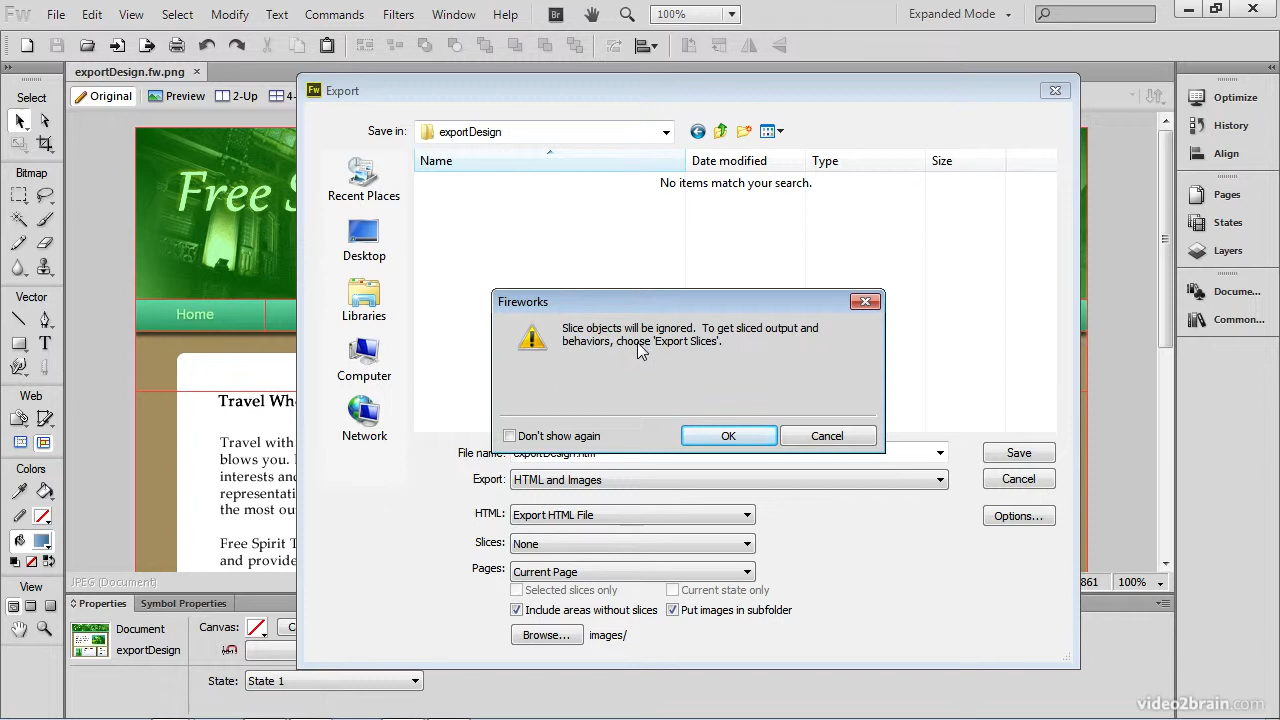 Fw File Edit View Select Modify Text Commands Filters Window Help Br 100% Expanded Mode
exportDesign.fw.png
Original Preview 2-Up 4-
Select
Bitmap
Vector
Web
Colors
View
Free S
Home
Travel Wh
Travel with
blows you. I
interests and
representati
the most ou
Free Spirit T
and provide
JPEG (Document)
Fw Export
Save in: exportDesign
Name Date modified Type Size
No items match your search.
Recent Places
Desktop
Libraries
Computer
Network
Fireworks
Slice objects will be ignored. To get sliced output and
behaviors, choose 'Export Slices'.
Don't show again OK Cancel
File name: exportDesign.htm Save
Export: HTML and Images Cancel
HTML: Export HTML File Options...
Slices: None
Pages: Current Page
Selected slices only Current state only
Include areas without slices Put images in subfolder
Browse... images/
Optimize
History
Align
Pages
States
Layers
Docume...
Common...
861 100%
Properties Symbol Properties
Document
exportDesign
Canvas: C
State: State 1
video2brain.com